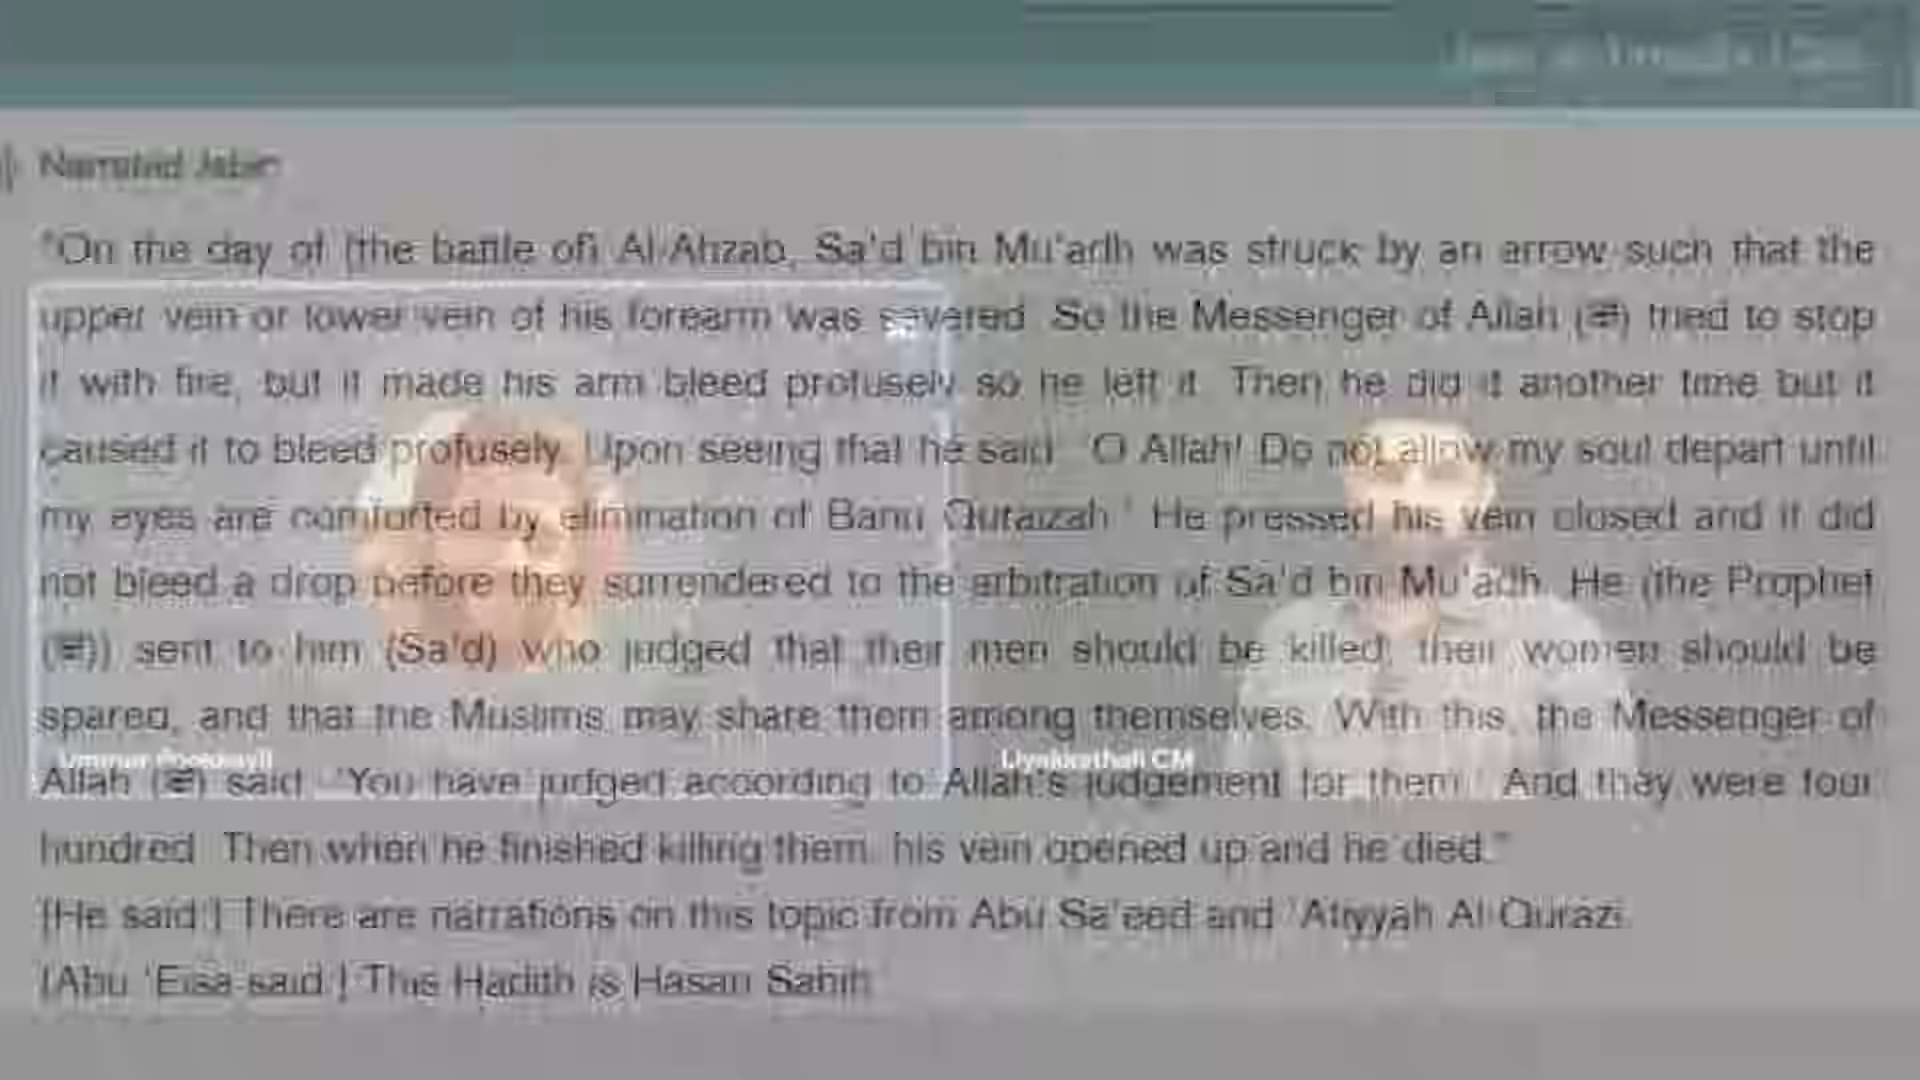 Narrated Jabir:
"On the day of (the battle of) Al-Ahzab, Sa'd bin Mu'adh was struck by an arrow such that the
upper vein or lower vein of his forearm was severed. So the Messenger of Allah (ﷺ) tried to stop
it with fire, but it made his arm bleed profusely so he left it. Then he did it another time but it
caused it to bleed profusely. Upon seeing that he said: 'O Allah! Do not allow my soul depart until
my eyes are comforted by elimination of Banu Quraizah.' He pressed his vein closed and it did
not bleed a drop before they surrendered to the arbitration of Sa'd bin Mu'adh. He (the Prophet
(ﷺ)) sent to him (Sa'd) who judged that their men should be killed, their women should be
spared, and that the Muslims may share them among themselves. With this, the Messenger of
Liyakkathali CM
Allah (ﷺ) said: 'You have judged according to Allah's judgement for them.' And they were four
hundred. Then when he finished killing them, his vein opened up and he died."
[He said:] There are narrations on this topic from Abu Sa'eed and 'Atiyyah Al-Qurazi.
[Abu 'Eisa said:] This Hadith is Hasan Sahih.